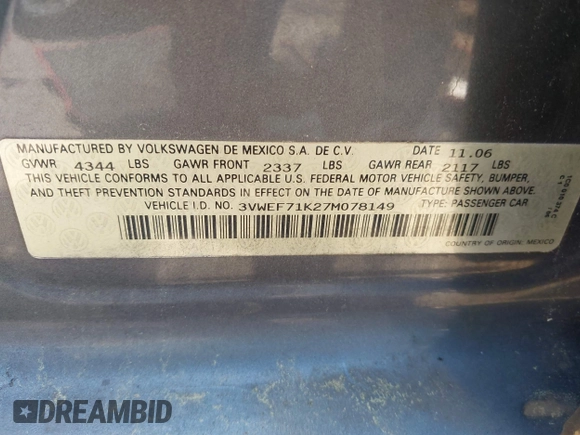 MANUFACTURED BY VOLKSWAGEN DE MEXICO S.A. DE C.V. DATE 11.06
GVWR 4344 LBS GAWR FRONT 2337 LBS GAWR REAR 2117 LBS
THIS VEHICLE CONFORMS TO ALL APPLICABLE U.S. FEDERAL MOTOR VEHICLE SAFETY, BUMPER,
AND THEFT PREVENTION STANDARDS IN EFFECT ON THE DATE OF MANUFACTURE SHOWN ABOVE.
VEHICLE I.D. NO. 3VWEF71K27M078149 TYPE: PASSENGER CAR
COUNTRY OF ORIGIN: MEXICO
DREAMBID